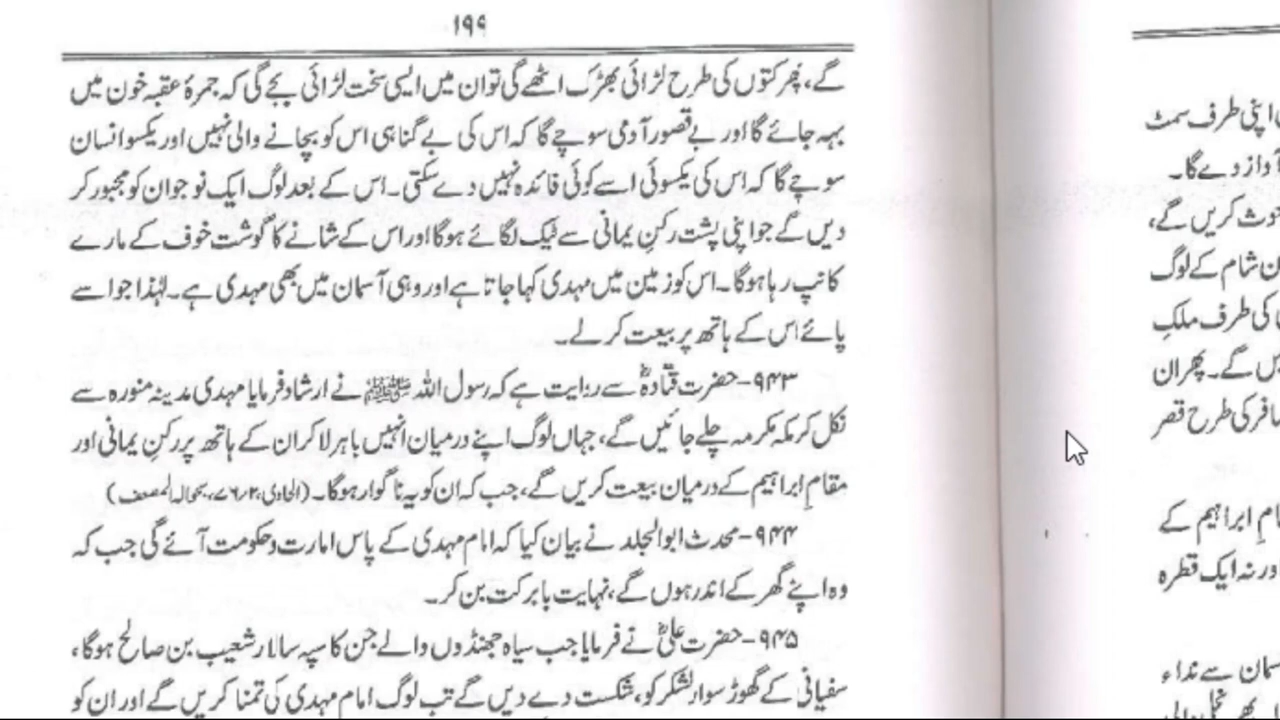 ۱۹۹
گے، پھر کتوں کی طرح لڑائی بھڑک اٹھے گی تو ان میں ایسی سخت لڑائی بچے گی کہ جمرۂ عقبہ خون میں
بہہ جائے گا اور بے قصور آدمی سوچے گا کہ اس کی بے گناہی اس کو بچانے والی نہیں اور یکسو انسان
سوچے گا کہ اس کی یکسوئی اسے کوئی فائدہ نہیں دے سکتی۔ اس کے بعد لوگ ایک نوجوان کو مجبور کر
دیں گے جو اپنی پشت رکنِ یمانی سے ٹیک لگائے ہوگا اور اس کے شانے کا گوشت خوف کے مارے
کانپ رہا ہوگا۔ اس کو زمین میں مہدی کہا جاتا ہے اور وہی آسمان میں بھی مہدی ہے۔ لہٰذا جو اسے
پائے اس کے ہاتھ پر بیعت کر لے۔
۹۴۳- حضرت قتادہؓ سے روایت ہے کہ رسول اللہ ﷺ نے ارشاد فرمایا مہدی مدینہ منورہ سے
نکل کر مکہ مکرمہ چلے جائیں گے، جہاں لوگ اپنے درمیان انہیں باہر لا کر ان کے ہاتھ پر رکنِ یمانی اور
مقامِ ابراہیم کے درمیان بیعت کریں گے، جب کہ ان کو یہ ناگوار ہوگا۔ (الحاوی، ۲/۷۶، بحوالہ المصنف)
۹۴۴- محدث ابوالجلد نے بیان کیا کہ امام مہدی کے پاس امارت و حکومت آئے گی جب کہ
وہ اپنے گھر کے اندر ہوں گے، نہایت بابرکت بن کر۔
۹۴۵- حضرت علیؓ نے فرمایا جب سیاہ جھنڈوں والے جن کا سپہ سالار شعیب بن صالح ہوگا،
سفیانی کے گھوڑ سوار لشکر کو، شکست دے دیں گے تب لوگ امام مہدی کی تمنا کریں گے اور ان کو
اپنی طرف سمٹ
آواز دے گا۔
کریں گے،
شام کے لوگ
کی طرف ملکِ
گے۔ پھر ان
کی طرح قصر
ابراہیم کے
اور نہ ایک قطرہ
سے نداء